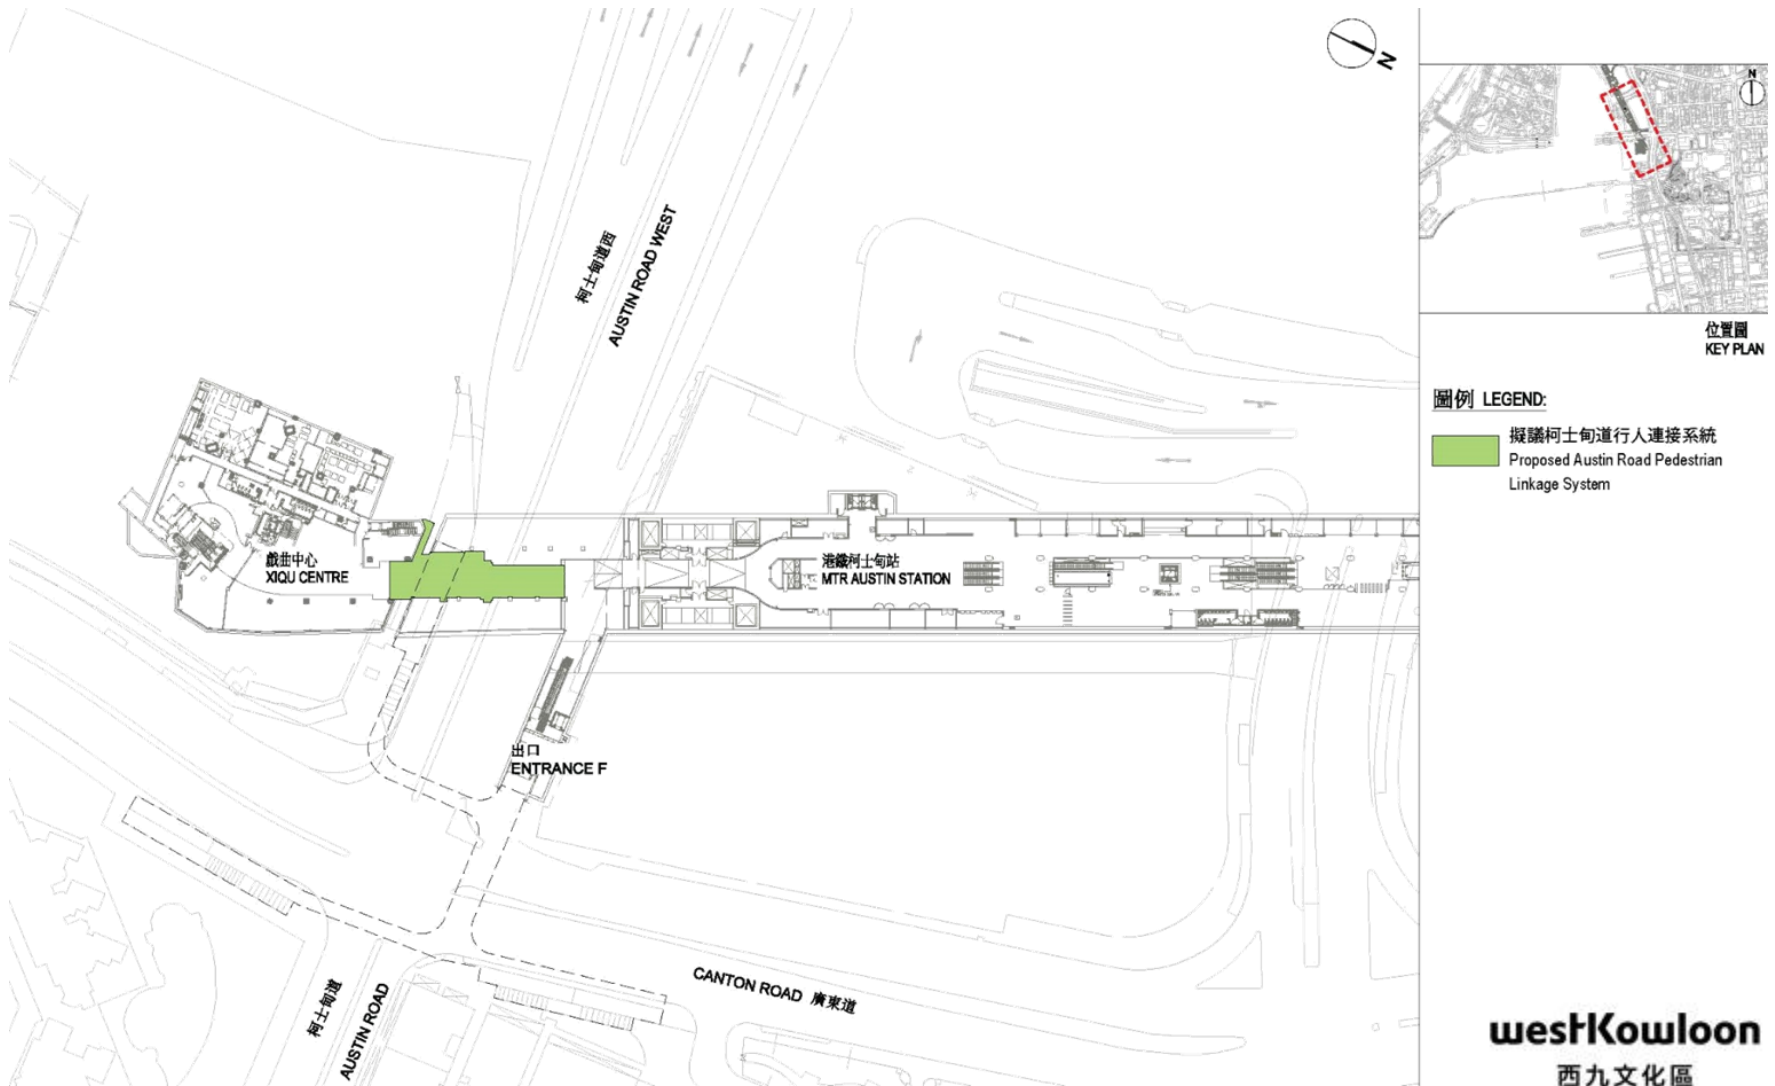 N
N
位置圖
KEY PLAN
圖例 LEGEND:
擬議柯士甸道行人連接系統
Proposed Austin Road Pedestrian
Linkage System
柯士甸道西
AUSTIN ROAD WEST
戲曲中心
XIQU CENTRE
港鐵柯士甸站
MTR AUSTIN STATION
出口
ENTRANCE F
CANTON ROAD 廣東道
柯士甸道
AUSTIN ROAD
westKowloon
西九文化區